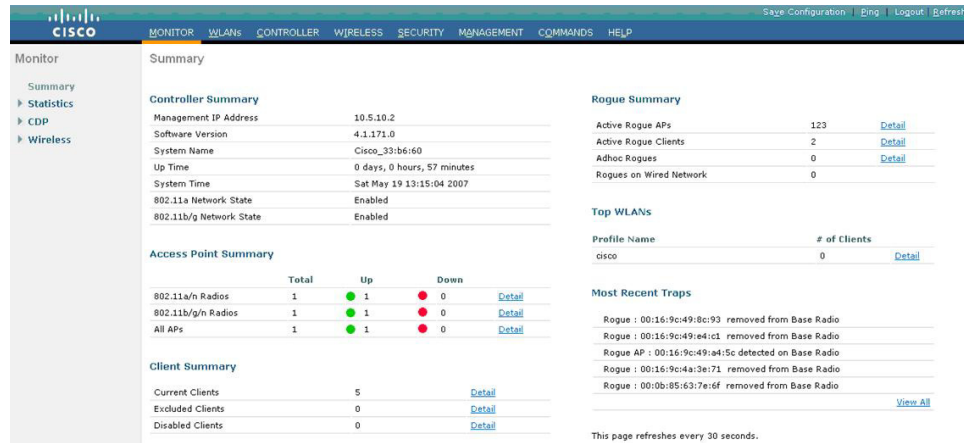 Save Configuration | Ping | Logout | Refresh
CISCO
MONITOR WLANs CONTROLLER WIRELESS SECURITY MANAGEMENT COMMANDS HELP
Monitor
Summary
Statistics
CDP
Wireless
Summary
Controller Summary
Management IP Address 10.5.10.2
Software Version 4.1.171.0
System Name Cisco_33:b6:60
Up Time 0 days, 0 hours, 57 minutes
System Time Sat May 19 13:15:04 2007
802.11a Network State Enabled
802.11b/g Network State Enabled
Access Point Summary
Total Up Down
802.11a/n Radios 1 1 0 Detail
802.11b/g/n Radios 1 1 0 Detail
All APs 1 1 0 Detail
Client Summary
Current Clients 5 Detail
Excluded Clients 0 Detail
Disabled Clients 0 Detail
Rogue Summary
Active Rogue APs 123 Detail
Active Rogue Clients 2 Detail
Adhoc Rogues 0 Detail
Rogues on Wired Network 0
Top WLANs
Profile Name # of Clients
cisco 0 Detail
Most Recent Traps
Rogue : 00:16:9c:49:8c:93 removed from Base Radio
Rogue : 00:16:9c:49:e4:c1 removed from Base Radio
Rogue AP : 00:16:9c:49:a4:5c detected on Base Radio
Rogue : 00:16:9c:4a:3e:71 removed from Base Radio
Rogue : 00:0b:85:63:7e:6f removed from Base Radio
View All
This page refreshes every 30 seconds.